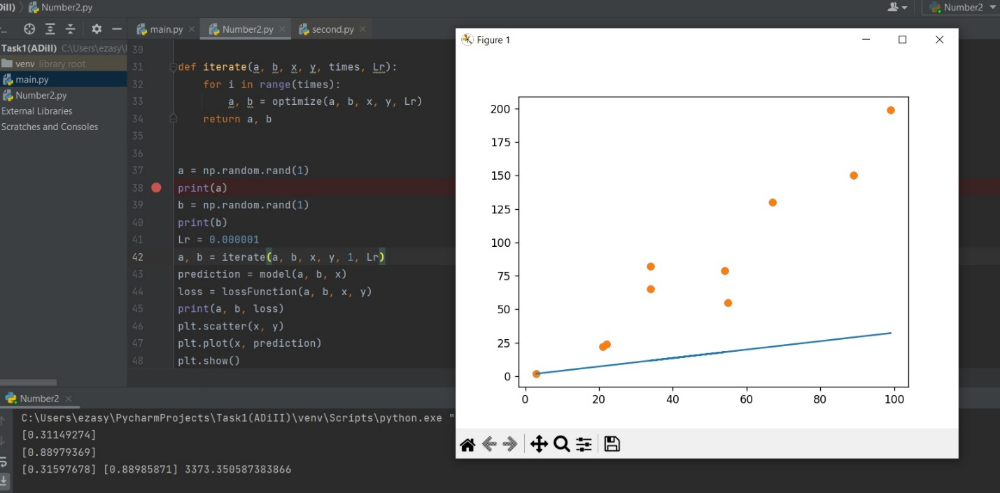 Dill) Number2.py
Number2
main.py Number2.py second.py
Task1(ADill) C:\Users\ezasy\
venv library root
main.py
Number2.py
External Libraries
Scratches and Consoles
30
31 def iterate(a, b, x, y, times, Lr):
32 for i in range(times):
33 a, b = optimize(a, b, x, y, Lr)
34 return a, b
35
36
37 a = np.random.rand(1)
38 print(a)
39 b = np.random.rand(1)
40 print(b)
41 Lr = 0.000001
42 a, b = iterate(a, b, x, y, 1, Lr)
43 prediction = model(a, b, x)
44 loss = lossFunction(a, b, x, y)
45 print(a, b, loss)
46 plt.scatter(x, y)
47 plt.plot(x, prediction)
48 plt.show()
Figure 1
200
175
150
125
100
75
50
25
0
0 20 40 60 80 100
Number2
C:\Users\ezasy\PycharmProjects\Task1(ADiII)\venv\Scripts\python.exe "
[0.31149274]
[0.88979369]
[0.31597678] [0.88985871] 3373.350587383866